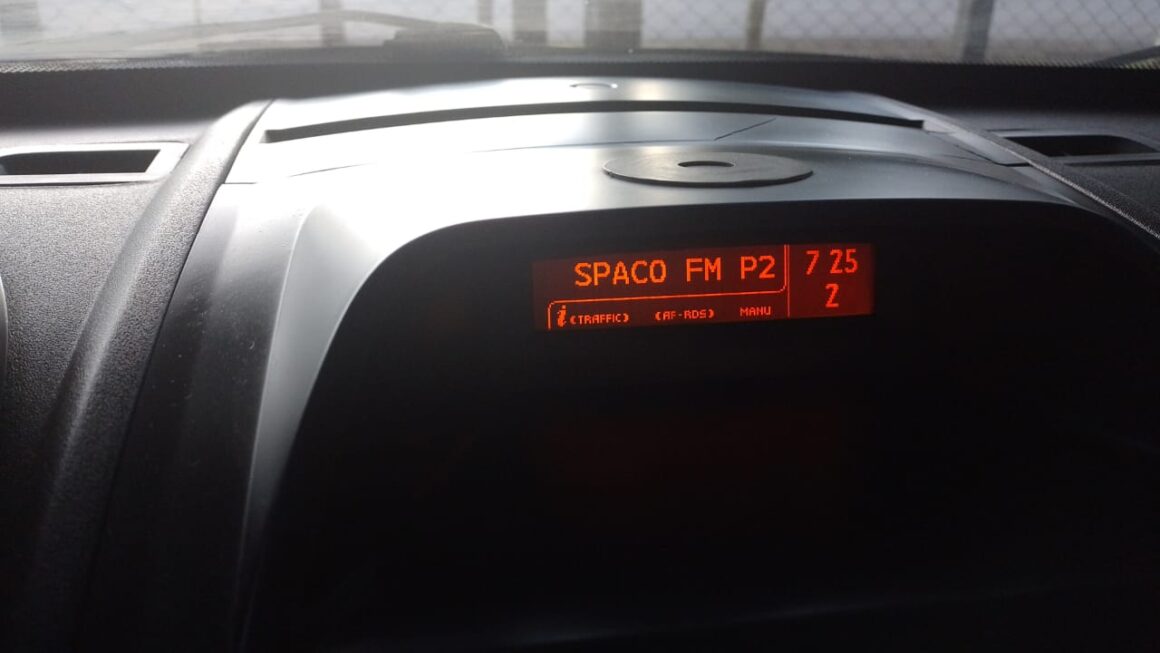 SPACO FM P2
i (TRAFFIC) (AF-RDS) MANU
7 25
2